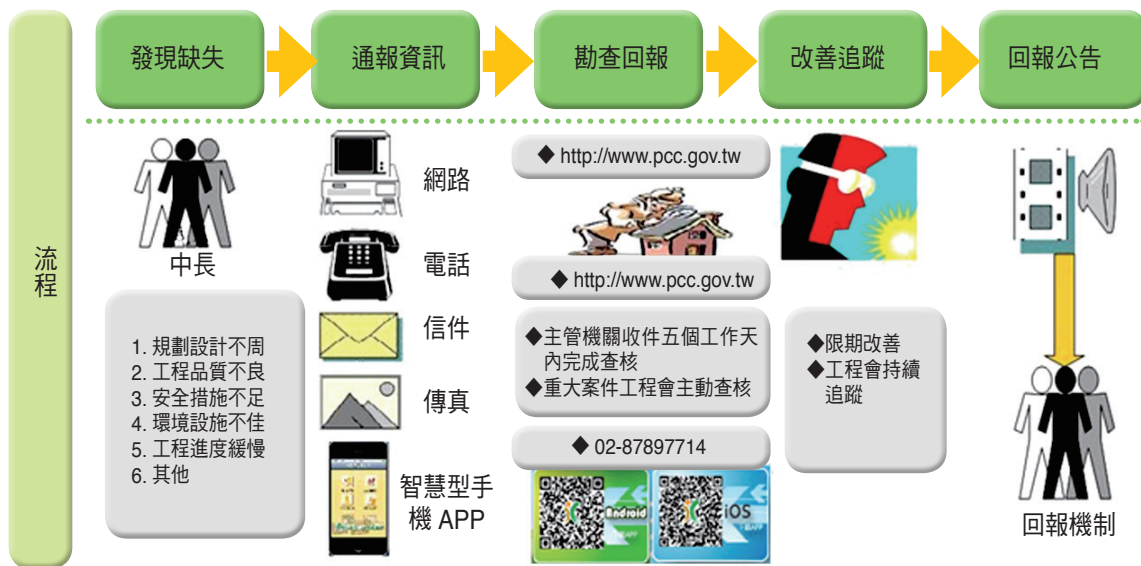 流程
發現缺失
通報資訊
勘查回報
改善追蹤
回報公告
中長
1. 規劃設計不周
2. 工程品質不良
3. 安全措施不足
4. 環境設施不佳
5. 工程進度緩慢
6. 其他
網路
電話
信件
傳真
智慧型手
機 APP
◆ http://www.pcc.gov.tw
◆ http://www.pcc.gov.tw
◆主管機關收件五個工作天
內完成查核
◆重大案件工程會主動查核
◆ 02-87897714
Android
APP
iOS
APP
◆限期改善
◆工程會持續
追蹤
回報機制